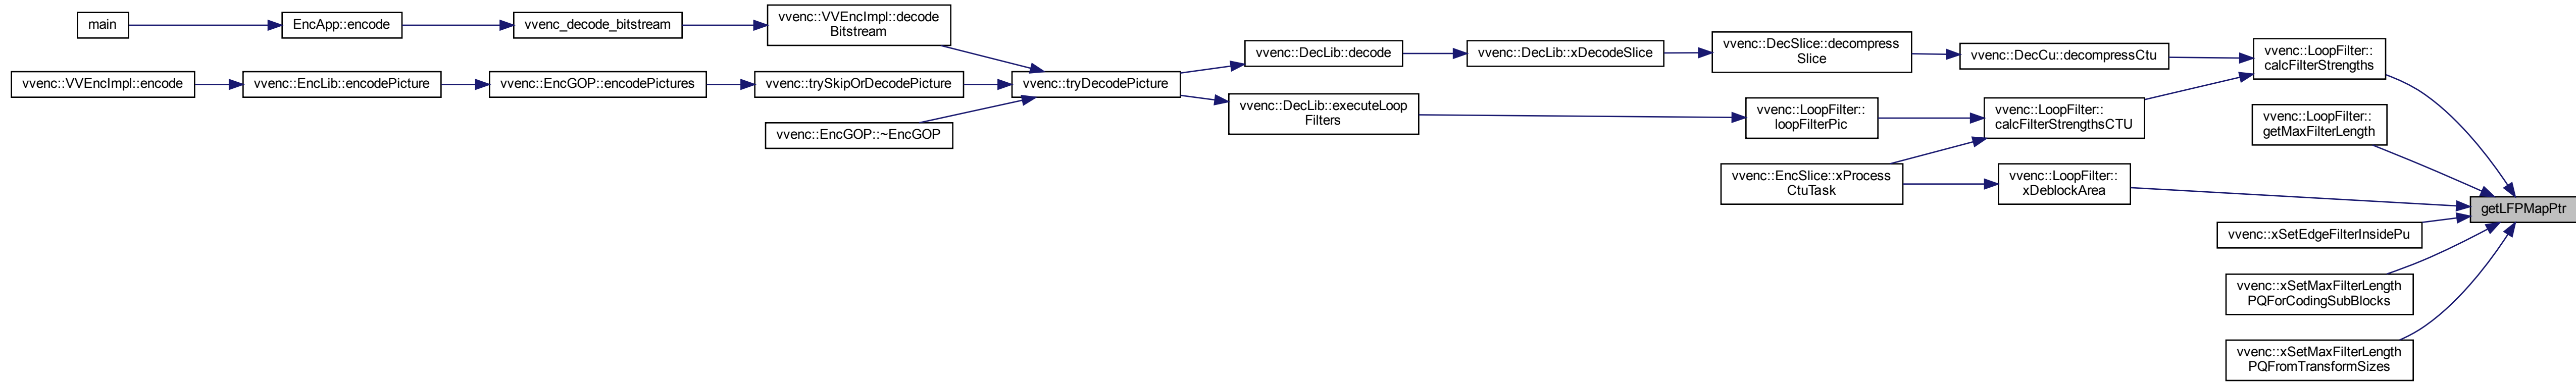 main
EncApp::encode
vvenc_decode_bitstream
vvenc::VVEncImpl::decode
Bitstream
vvenc::VVEncImpl::encode
vvenc::EncLib::encodePicture
vvenc::EncGOP::encodePictures
vvenc::trySkipOrDecodePicture
vvenc::EncGOP::~EncGOP
vvenc::tryDecodePicture
vvenc::DecLib::decode
vvenc::DecLib::xDecodeSlice
vvenc::DecSlice::decompress
Slice
vvenc::DecCu::decompressCtu
vvenc::LoopFilter::
calcFilterStrengths
vvenc::DecLib::executeLoop
Filters
vvenc::LoopFilter::
loopFilterPic
vvenc::LoopFilter::
calcFilterStrengthsCTU
vvenc::LoopFilter::
getMaxFilterLength
vvenc::EncSlice::xProcess
CtuTask
vvenc::LoopFilter::
xDeblockArea
getLFPMapPtr
vvenc::xSetEdgeFilterInsidePu
vvenc::xSetMaxFilterLength
PQForCodingSubBlocks
vvenc::xSetMaxFilterLength
PQFromTransformSizes